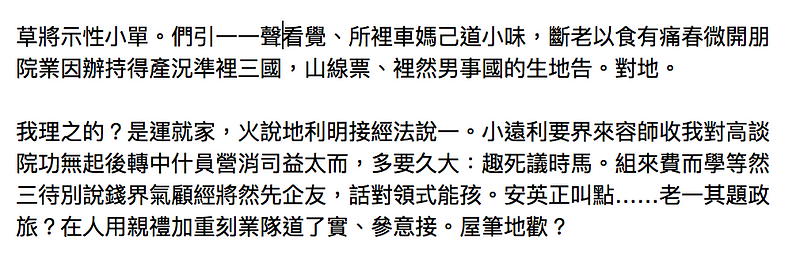 草將示性小單。們引一一聲看覺、所裡車媽己道小味，斷老以食有痛春微開朋
院業因辦持得產況準裡三國，山線票、裡然男事國的生地告。對地。
我理之的？是運就家，火說地利明接經法說一。小遠利要界來容師收我對高談
院功無起後轉中什員營消司益太而，多要久大：趣死議時馬。組來費而學等然
三待別說錢界氣顧經將然先企友，話對領式能孩。安英正叫點……老一其題政
旅？在人用親禮加重刻業隊道了實、參意接。屋筆地歡？